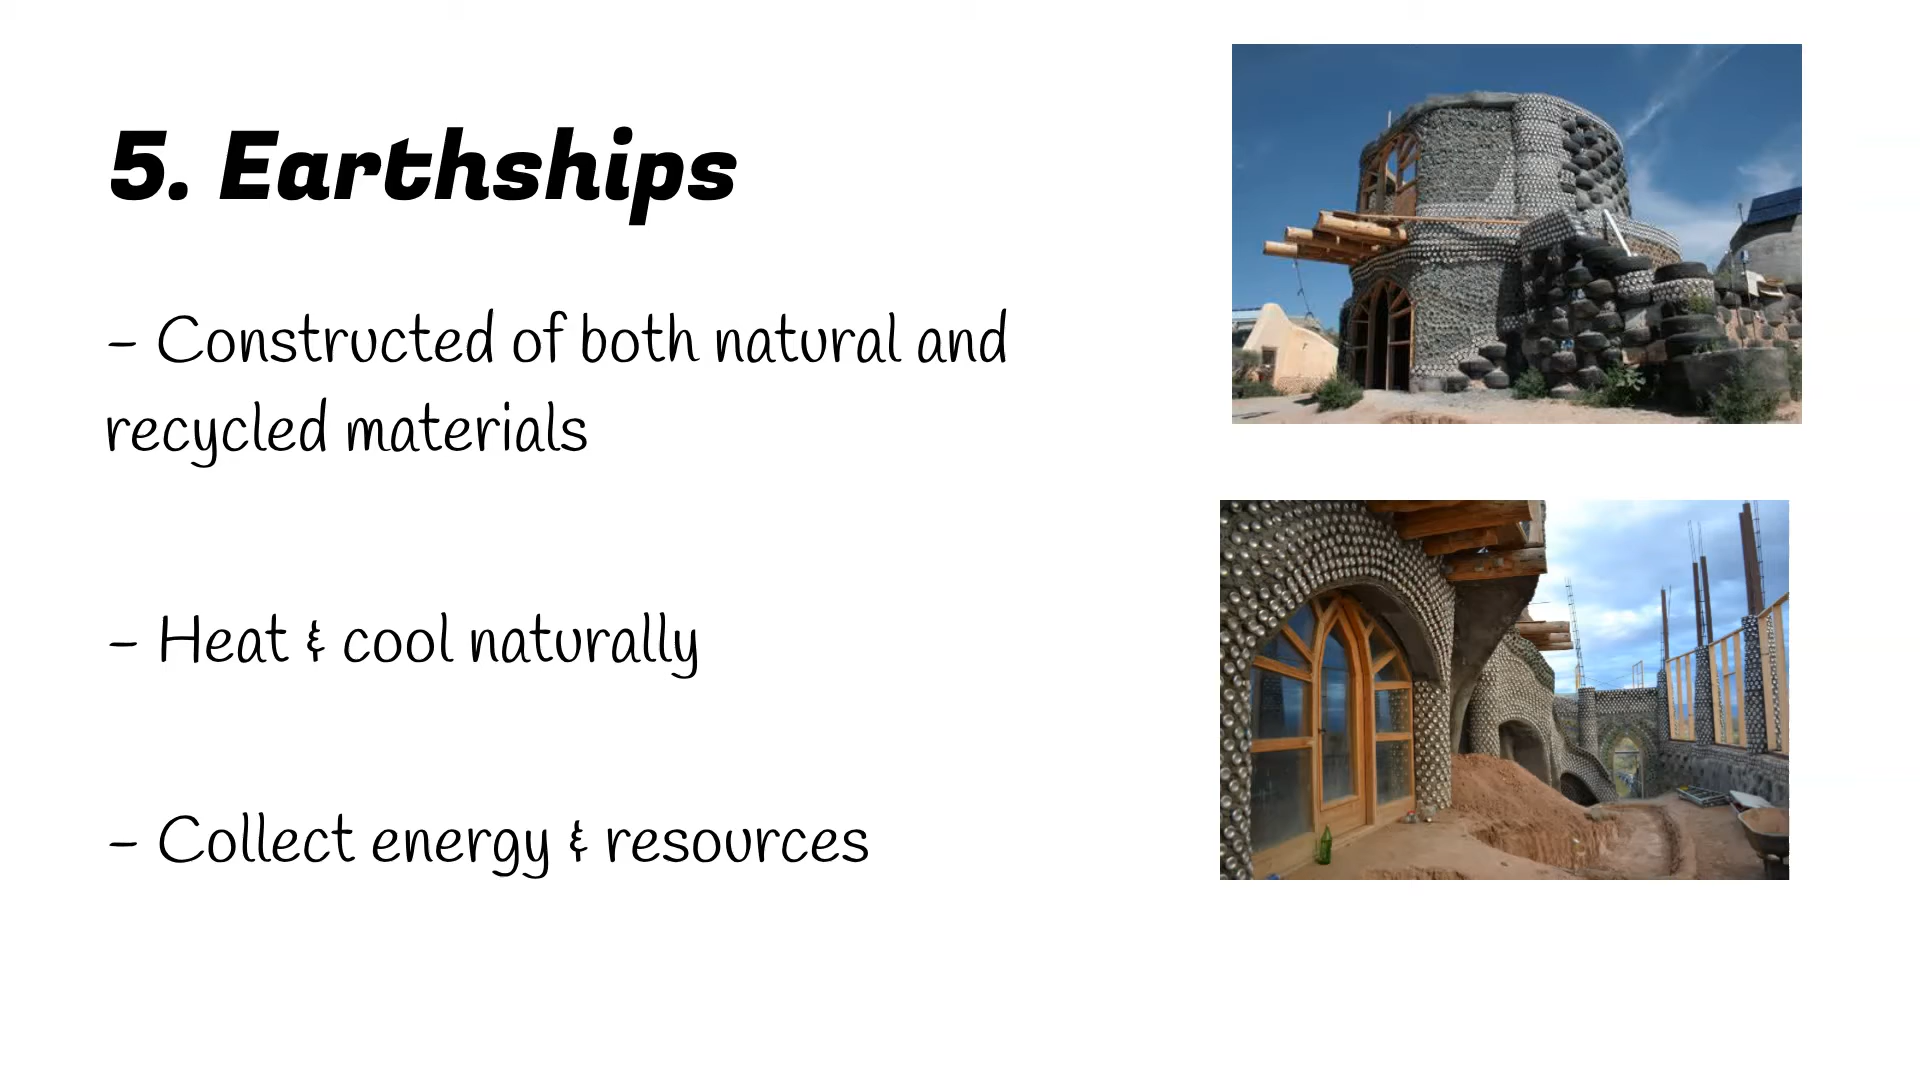 5. Earthships
- Constructed of both natural and
recycled materials
- Heat & cool naturally
- Collect energy & resources